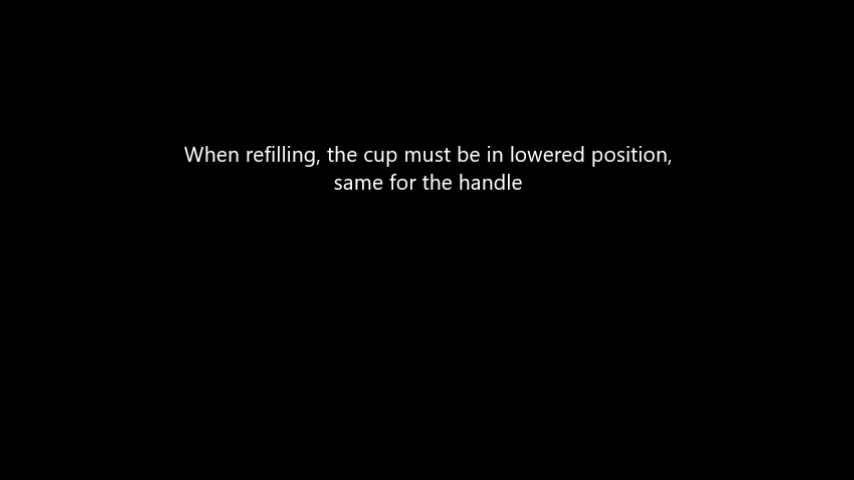 When refilling, the cup must be in lowered position,
same for the handle